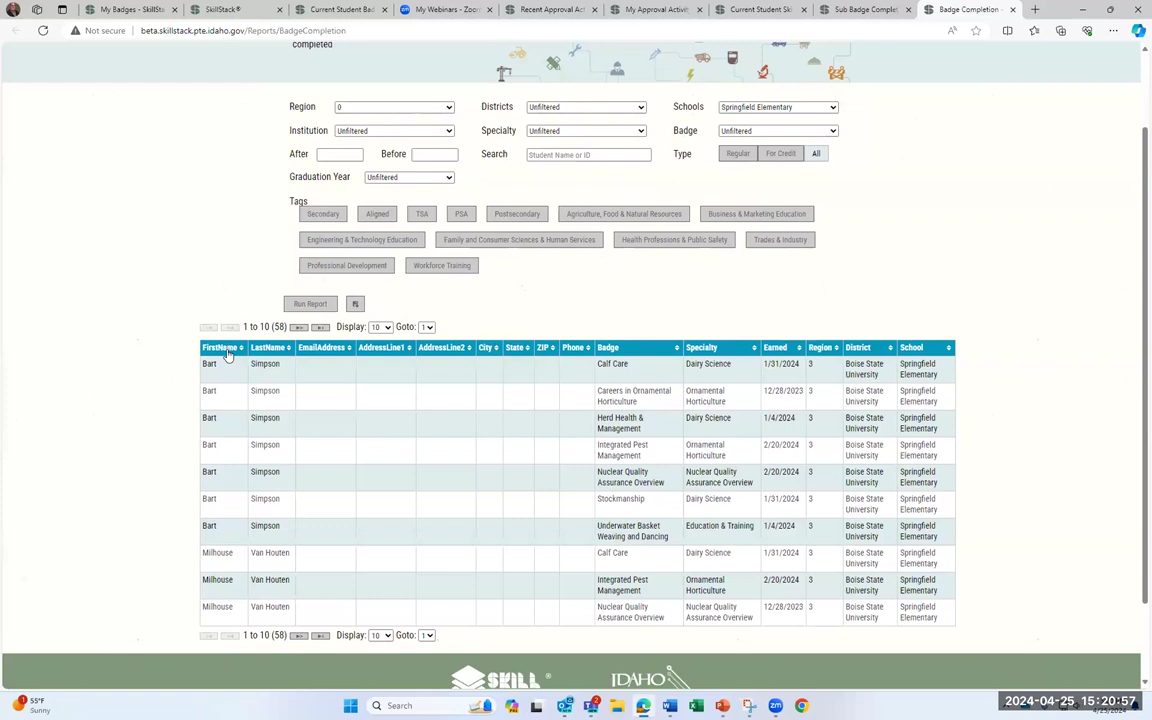 My Badges - SkillSta
SkillStack®
Current Student Bad
My Webinars - Zoom
Recent Approval Act
My Approval Activity
Current Student Skil
Sub Badge Completi
Badge Completion -
Not secure | beta.skillstack.pte.idaho.gov/Reports/BadgeCompletion
completed
Region 0 Districts Unfiltered Schools Springfield Elementary
Institution Unfiltered Specialty Unfiltered Badge Unfiltered
After Before Search Student Name or ID Type Regular For Credit All
Graduation Year Unfiltered
Tags
Secondary Aligned TSA PSA Postsecondary Agriculture, Food & Natural Resources Business & Marketing Education
Engineering & Technology Education Family and Consumer Sciences & Human Services Health Professions & Public Safety Trades & Industry
Professional Development Workforce Training
Run Report
1 to 10 (58) Display: 10 Goto: 1
FirstName LastName EmailAddress AddressLine1 AddressLine2 City State ZIP Phone Badge Specialty Earned Region District School
Bart Simpson Calf Care Dairy Science 1/31/2024 3 Boise State Springfield
University Elementary
Bart Simpson Careers in Ornamental Ornamental 12/28/2023 3 Boise State Springfield
Horticulture Horticulture University Elementary
Bart Simpson Herd Health & Dairy Science 1/4/2024 3 Boise State Springfield
Management University Elementary
Bart Simpson Integrated Pest Ornamental 2/20/2024 3 Boise State Springfield
Management Horticulture University Elementary
Bart Simpson Nuclear Quality Nuclear Quality 2/20/2024 3 Boise State Springfield
Assurance Overview Assurance Overview University Elementary
Bart Simpson Stockmanship Dairy Science 1/31/2024 3 Boise State Springfield
University Elementary
Bart Simpson Underwater Basket Education & Training 1/4/2024 3 Boise State Springfield
Weaving and Dancing University Elementary
Milhouse Van Houten Calf Care Dairy Science 1/31/2024 3 Boise State Springfield
University Elementary
Milhouse Van Houten Integrated Pest Ornamental 2/20/2024 3 Boise State Springfield
Management Horticulture University Elementary
Milhouse Van Houten Nuclear Quality Nuclear Quality 12/28/2023 3 Boise State Springfield
Assurance Overview Assurance Overview University Elementary
1 to 10 (58) Display: 10 Goto: 1
SKILL® IDAHO
55°F
Sunny
Search
2024-04-25 15:20:57